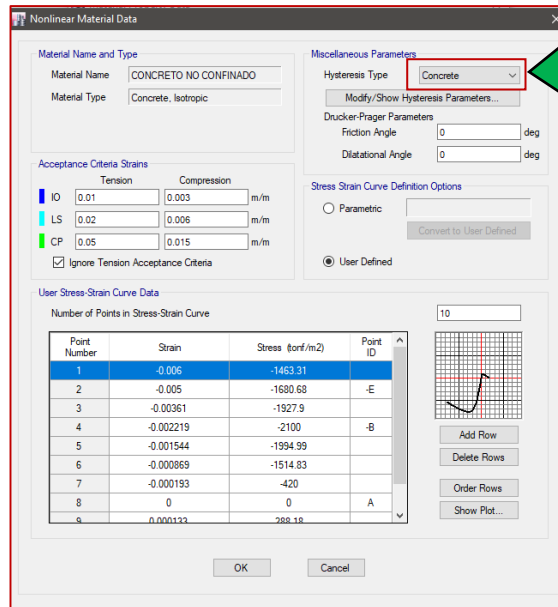 Nonlinear Material Data
Material Name and Type
Material Name CONCRETO NO CONFINADO
Material Type Concrete, Isotropic
Miscellaneous Parameters
Hysteresis Type Concrete
Modify/Show Hysteresis Parameters...
Drucker-Prager Parameters
Friction Angle 0 deg
Dilatational Angle 0 deg
Acceptance Criteria Strains
Tension Compression
IO 0.01 0.003 m/m
LS 0.02 0.006 m/m
CP 0.05 0.015 m/m
Ignore Tension Acceptance Criteria
Stress Strain Curve Definition Options
Parametric
Convert to User Defined
User Defined
User Stress-Strain Curve Data
Number of Points in Stress-Strain Curve 10
Point Number Strain Stress (tonf/m2) Point ID
1 -0.006 -1463.31
2 -0.005 -1680.68 -E
3 -0.00361 -1927.9
4 -0.002219 -2100 -B
5 -0.001544 -1994.99
6 -0.000869 -1514.83
7 -0.000193 -420
8 0 0 A
9 0.000133 288.18
Add Row
Delete Rows
Order Rows
Show Plot...
OK Cancel